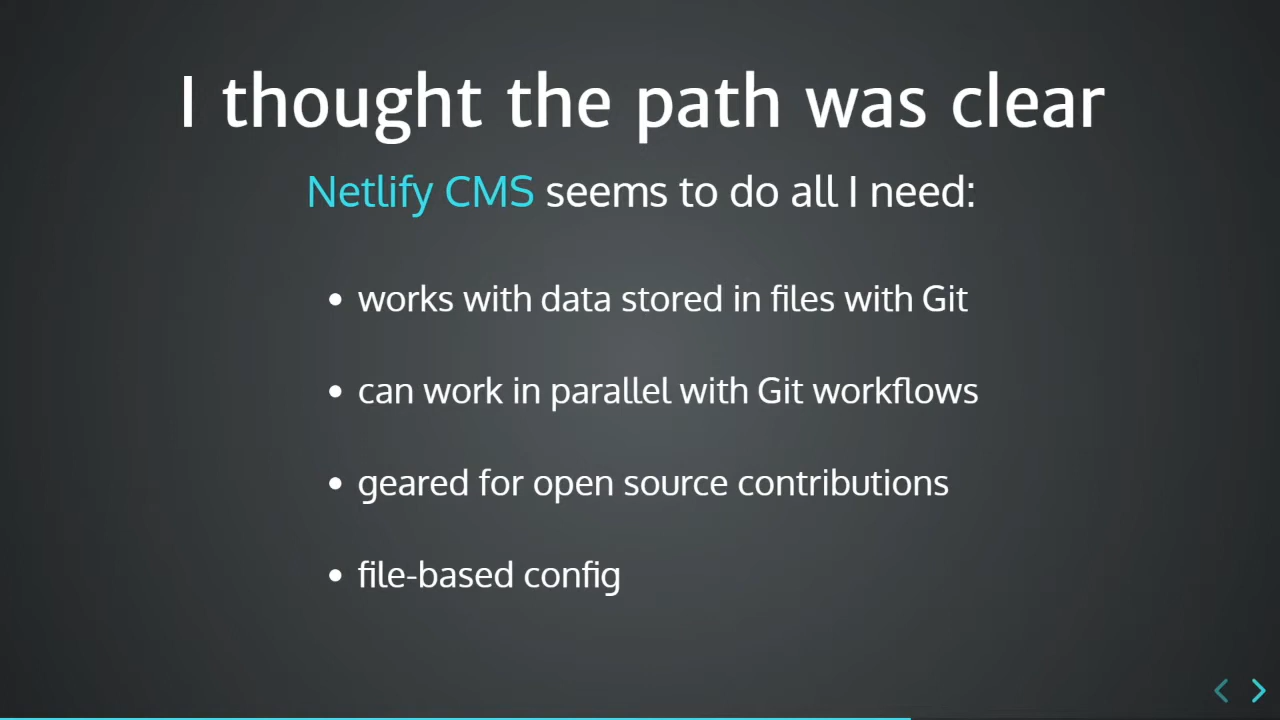 I thought the path was clear
Netlify CMS seems to do all I need:
• works with data stored in files with Git
• can work in parallel with Git workflows
• geared for open source contributions
• file-based config